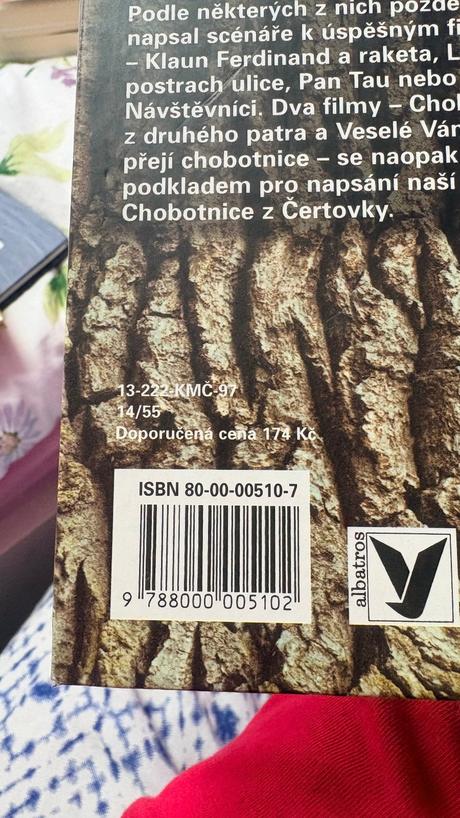 Podle některých z nich pozdě
napsal scénáře k úspěšným fi
– Klaun Ferdinand a raketa, L
postrach ulice, Pan Tau nebo
Návštěvníci. Dva filmy – Chob
z druhého patra a Veselé Ván
přejí chobotnice – se naopak
podkladem pro napsání naší
Chobotnice z Čertovky.
13-222-KMČ-97
14/55
Doporučená cena 174 Kč
ISBN 80-00-00510-7
9 788000 005102
albatros